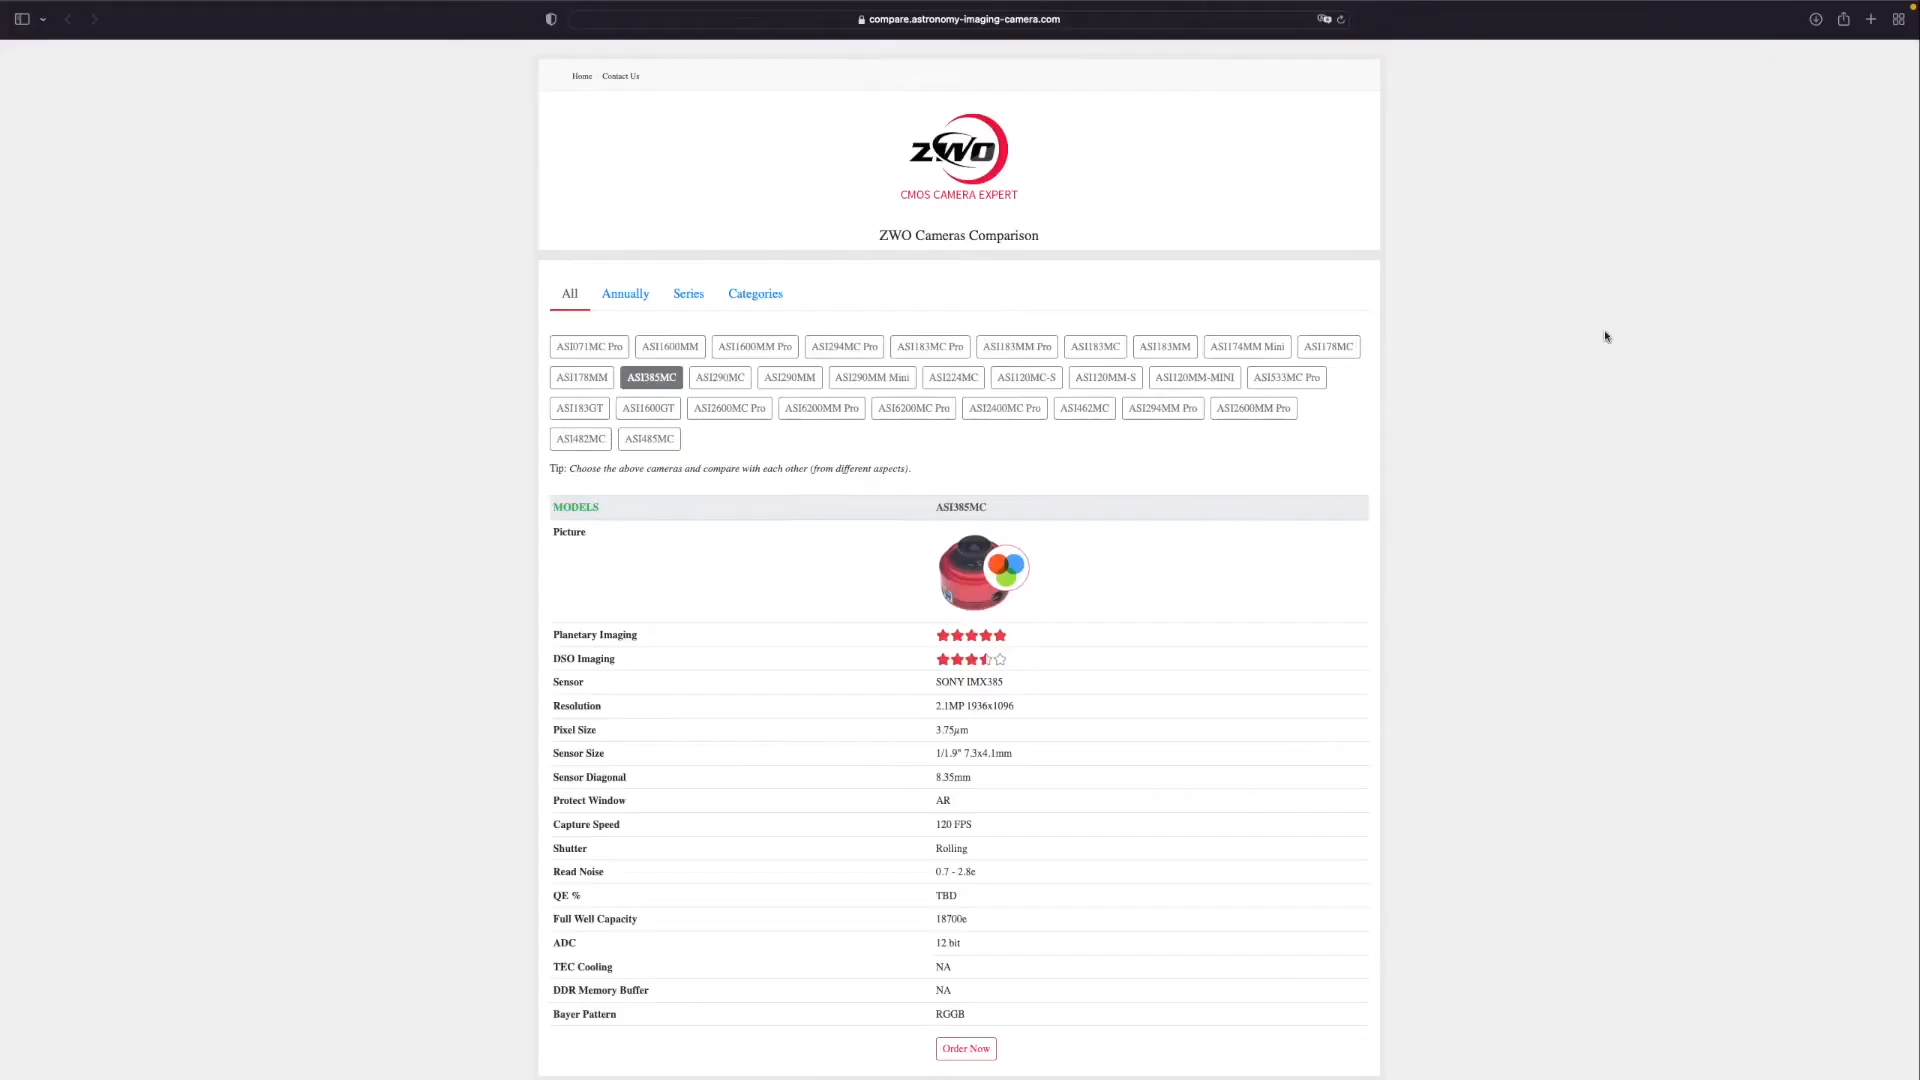 compare.astronomy-imaging-camera.com
Home Contact Us
ZWO
CMOS CAMERA EXPERT
ZWO Cameras Comparison
All Annually Series Categories
ASI071MC Pro ASI1600MM ASI1600MM Pro ASI294MC Pro ASI183MC Pro ASI183MM Pro ASI183MC ASI183MM ASI174MM Mini ASI178MC
ASI178MM ASI385MC ASI290MC ASI290MM ASI290MM Mini ASI224MC ASI120MC-S ASI120MM-S ASI120MM-MINI ASI533MC Pro
ASI183GT ASI1600GT ASI2600MC Pro ASI6200MM Pro ASI6200MC Pro ASI2400MC Pro ASI462MC ASI294MM Pro ASI2600MM Pro
ASI482MC ASI485MC
Tip: Choose the above cameras and compare with each other (from different aspects).
MODELS ASI385MC
Picture
Planetary Imaging
DSO Imaging
Sensor SONY IMX385
Resolution 2.1MP 1936x1096
Pixel Size 3.75µm
Sensor Size 1/1.9" 7.3x4.1mm
Sensor Diagonal 8.35mm
Protect Window AR
Capture Speed 120 FPS
Shutter Rolling
Read Noise 0.7 - 2.8e
QE % TBD
Full Well Capacity 18700e
ADC 12 bit
TEC Cooling NA
DDR Memory Buffer NA
Bayer Pattern RGGB
Order Now